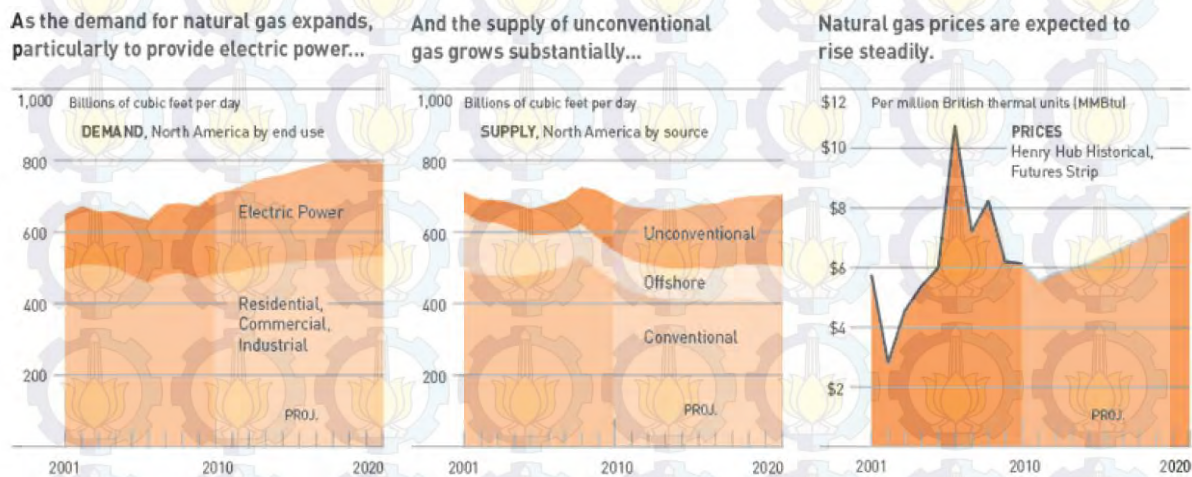 As the demand for natural gas expands,
particularly to provide electric power...
1,000 Billions of cubic feet per day
DEMAND, North America by end use
800
600
400
200
Electric Power
Residential,
Commercial,
Industrial
PROJ.
2001 2010 2020
And the supply of unconventional
gas grows substantially...
1,000 Billions of cubic feet per day
SUPPLY, North America by source
800
600
400
200
Unconventional
Offshore
Conventional
PROJ.
2001 2010 2020
Natural gas prices are expected to
rise steadily.
$12 Per million British thermal units (MMBtu)
PRICES
Henry Hub Historical,
Futures Strip
$10
$8
$6
$4
$2
PROJ.
2001 2010 2020